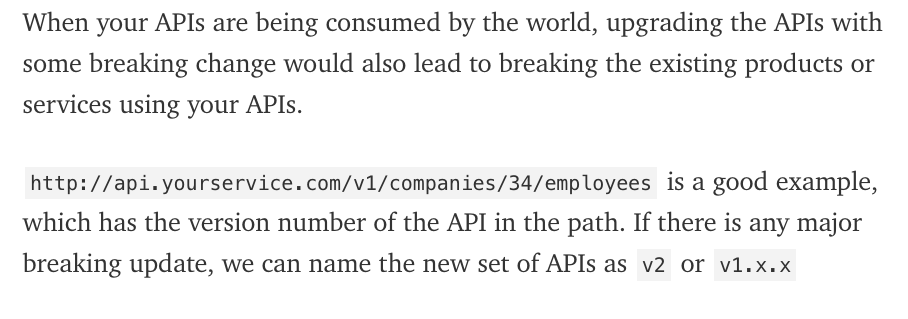 When your APIs are being consumed by the world, upgrading the APIs with
some breaking change would also lead to breaking the existing products or
services using your APIs.
http://api.yourservice.com/v1/companies/34/employees is a good example,
which has the version number of the API in the path. If there is any major
breaking update, we can name the new set of APIs as v2 or v1.x.x